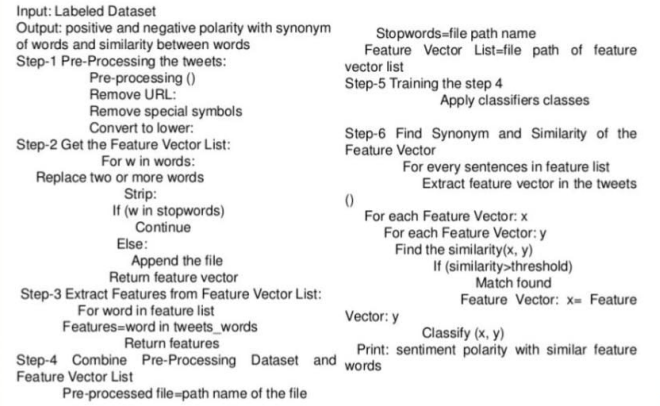 Input: Labeled Dataset
Output: positive and negative polarity with synonym
of words and similarity between words
Step-1 Pre-Processing the tweets:
Pre-processing ()
Remove URL:
Remove special symbols
Convert to lower:
Step-2 Get the Feature Vector List:
For w in words:
Replace two or more words
Strip:
If (w in stopwords)
Continue
Else:
Append the file
Return feature vector
Step-3 Extract Features from Feature Vector List:
For word in feature list
Features=word in tweets_words
Return features
Step-4 Combine Pre-Processing Dataset and
Feature Vector List
Pre-processed file=path name of the file
Stopwords=file path name
Feature Vector List=file path of feature
vector list
Step-5 Training the step 4
Apply classifiers classes
Step-6 Find Synonym and Similarity of the
Feature Vector
For every sentences in feature list
Extract feature vector in the tweets
()
For each Feature Vector: x
For each Feature Vector: y
Find the similarity(x, y)
If (similarity>threshold)
Match found
Feature Vector: x= Feature
Vector: y
Classify (x, y)
Print: sentiment polarity with similar feature
words